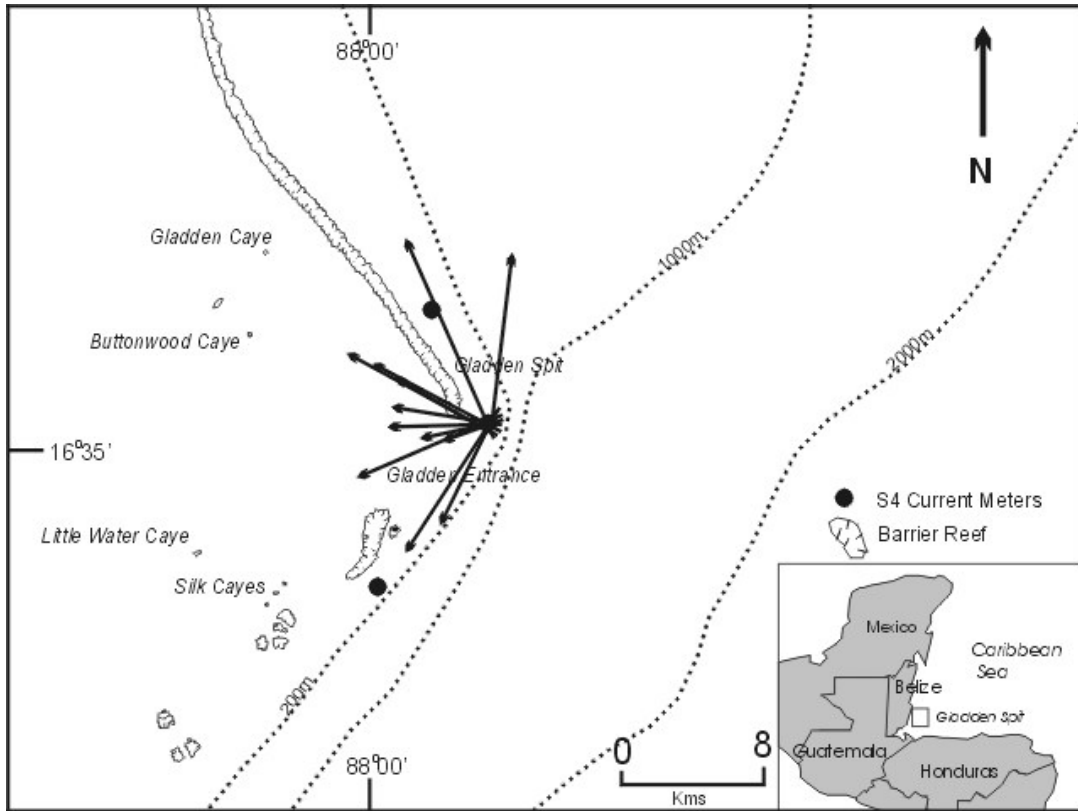 88°00'
N
Gladden Caye
1000m
Buttonwood Caye
2000m
Gladden Spit
16°35'
Gladden Entrance
S4 Current Meters
Barrier Reef
Little Water Caye
Silk Cayes
200m
Mexico
Caribbean
Sea
Belize
Gladden Spit
Guatemala
Honduras
0
8
Kms
88°00'